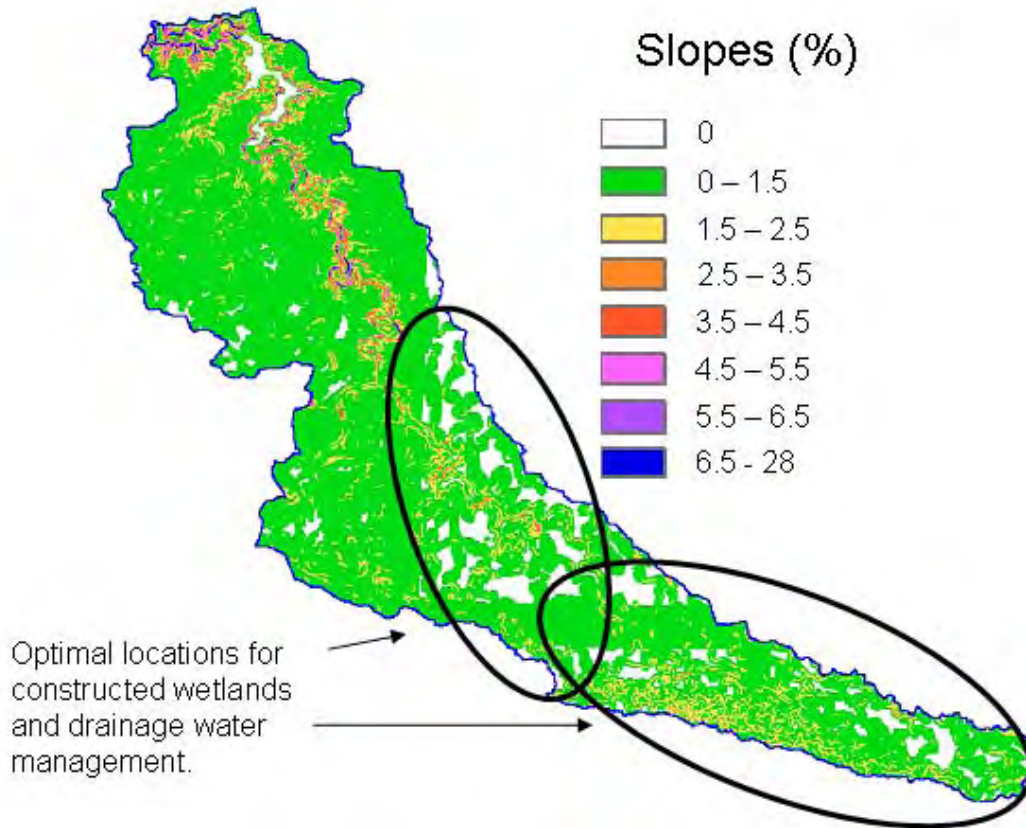 Slopes (%)
0
0 – 1.5
1.5 – 2.5
2.5 – 3.5
3.5 – 4.5
4.5 – 5.5
5.5 – 6.5
6.5 - 28
Optimal locations for
constructed wetlands
and drainage water
management.